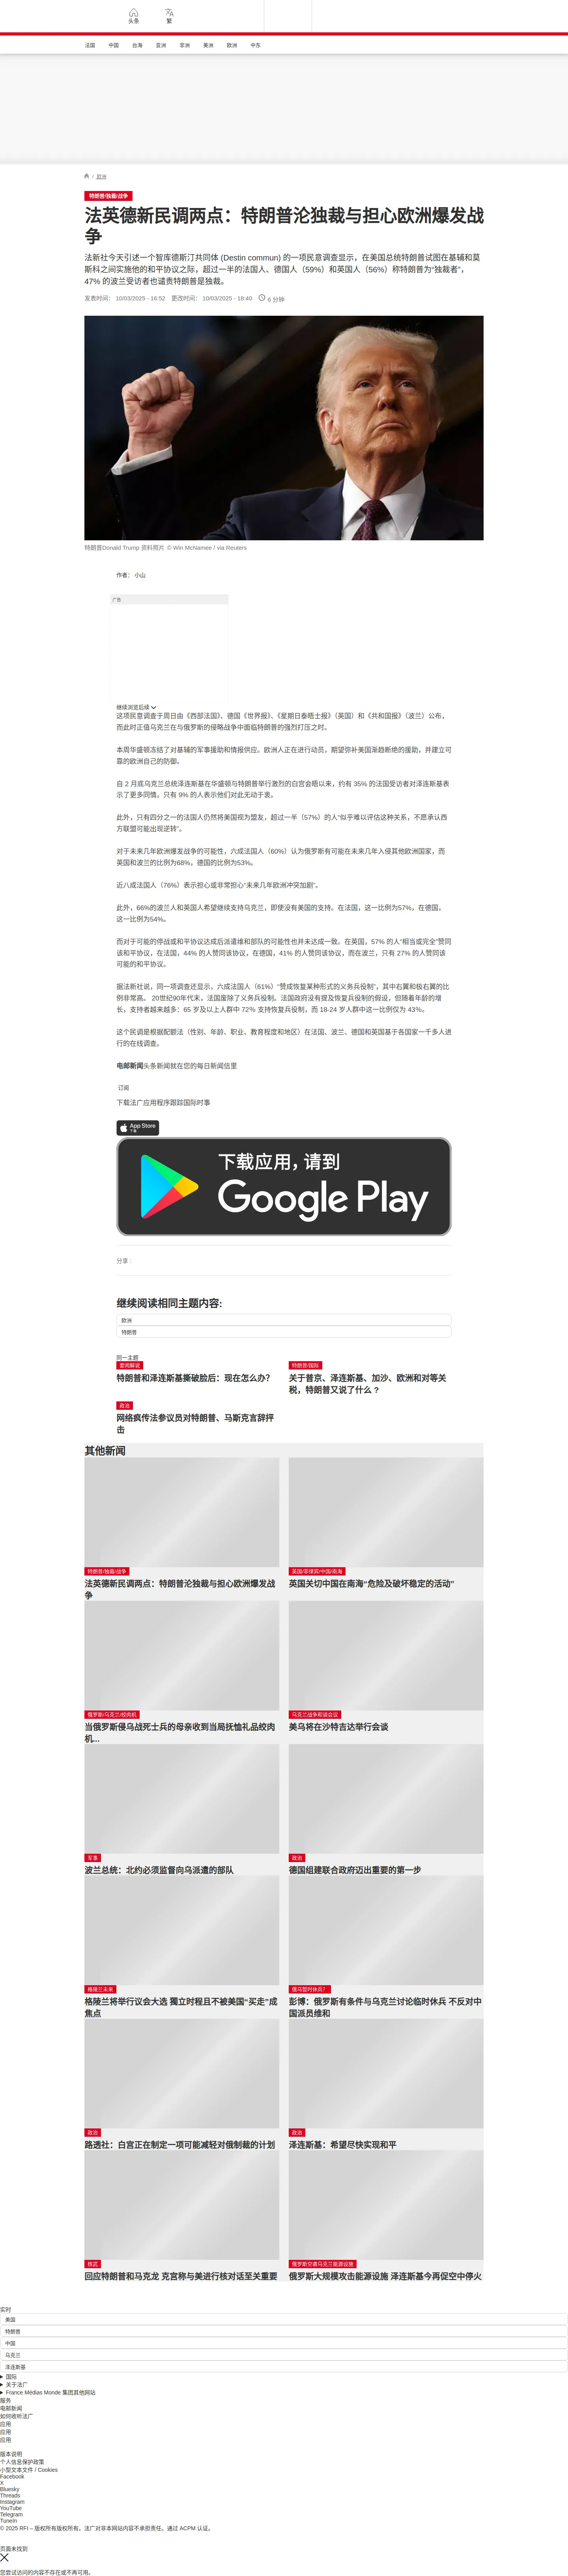 头条
繁
法国
中国
台海
亚洲
非洲
美洲
欧洲
中东
/ 欧洲
特朗普/独裁/战争
法英德新民调两点：特朗普沦独裁与担心欧洲爆发战
争
法新社今天引述一个智库德斯汀共同体 (Destin commun) 的一项民意调查显示，在美国总统特朗普试图在基辅和莫
斯科之间实施他的和平协议之际，超过一半的法国人、德国人（59%）和英国人（56%）称特朗普为“独裁者”，
47% 的波兰受访者也谴责特朗普是独裁。
发表时间： 10/03/2025 - 16:52 更改时间： 10/03/2025 - 18:40 6 分钟
特朗普Donald Trump 资料照片 © Win McNamee / via Reuters
作者： 小山
广告
继续浏览后续
这项民意调查于周日由《西部法国》、德国《世界报》、《星期日泰晤士报》（英国）和《共和国报》（波兰）公布，
而此时正值乌克兰在与俄罗斯的侵略战争中面临特朗普的强烈打压之时。
本周华盛顿冻结了对基辅的军事援助和情报供应。欧洲人正在进行动员，期望弥补美国渐趋断绝的援助，并建立可
靠的欧洲自己的防御。
自 2 月底乌克兰总统泽连斯基在华盛顿与特朗普举行激烈的白宫会晤以来，约有 35% 的法国受访者对泽连斯基表
示了更多同情。只有 9% 的人表示他们对此无动于衷。
此外，只有四分之一的法国人仍然将美国视为盟友，超过一半（57%）的人“似乎难以评估这种关系，不愿承认西
方联盟可能出现逆转”。
对于未来几年欧洲爆发战争的可能性，六成法国人（60%）认为俄罗斯有可能在未来几年入侵其他欧洲国家，而
英国和波兰的比例为68%，德国的比例为53%。
近八成法国人（76%）表示担心或非常担心“未来几年欧洲冲突加剧”。
此外，66%的波兰人和英国人希望继续支持乌克兰，即使没有美国的支持。在法国，这一比例为57%，在德国，
这一比例为54%。
而对于可能的停战或和平协议达成后派遣维和部队的可能性也并未达成一致。在英国，57% 的人“相当或完全”赞同
该和平协议，在法国，44% 的人赞同该协议，在德国，41% 的人赞同该协议，而在波兰，只有 27% 的人赞同该
可能的和平协议。
据法新社说，同一项调查还显示，六成法国人（61%）“赞成恢复某种形式的义务兵役制”，其中右翼和极右翼的比
例非常高。 20世纪90年代末，法国废除了义务兵役制。法国政府没有提及恢复兵役制的假设，但随着年龄的增
长，支持者越来越多：65 岁及以上人群中 72% 支持恢复兵役制，而 18-24 岁人群中这一比例仅为 43%。
这个民调是根据配额法（性别、年龄、职业、教育程度和地区）在法国、波兰、德国和英国基于各国家一千多人进
行的在线调查。
电邮新闻头条新闻就在您的每日新闻信里
订阅
下载法广应用程序跟踪国际时事
App Store
下载
下载应用，请到
Google Play
分享 :
继续阅读相同主题内容:
欧洲
特朗普
同一主题
要闻解说
特朗普和泽连斯基撕破脸后：现在怎么办？
特朗普/国际
关于普京、泽连斯基、加沙、欧洲和对等关
税，特朗普又说了什么 ?
政治
网络疯传法参议员对特朗普、马斯克言辞抨
击
其他新闻
特朗普/独裁/战争
法英德新民调两点：特朗普沦独裁与担心欧洲爆发战
争
英国/菲律宾/中国/南海
英国关切中国在南海“危险及破坏稳定的活动”
俄罗斯/乌克兰/绞肉机
当俄罗斯侵乌战死士兵的母亲收到当局抚恤礼品绞肉
机...
乌克兰战争和谈会议
美乌将在沙特吉达举行会谈
军事
波兰总统：北约必须监督向乌派遣的部队
政治
德国组建联合政府迈出重要的第一步
格陵兰未来
格陵兰将举行议会大选 獨立时程且不被美国“买走”成
焦点
俄乌暂时休兵？
彭博：俄罗斯有条件与乌克兰讨论临时休兵 不反对中
国派员维和
政治
路透社：白宫正在制定一项可能减轻对俄制裁的计划
政治
泽连斯基：希望尽快实现和平
核武
回应特朗普和马克龙 克宫称与美进行核对话至关重要
俄罗斯空袭乌克兰能源设施
俄罗斯大规模攻击能源设施 泽连斯基今再促空中停火
实时
美国
特朗普
中国
乌克兰
泽连斯基
国际
关于法广
France Médias Monde 集团其他网站
服务
电邮新闻
如何收听法广
应用
应用
应用
版本说明
个人信息保护政策
小型文本文件 / Cookies
Facebook
X
Bluesky
Threads
Instagram
YouTube
Telegram
TuneIn
© 2025 RFI – 版权所有版权所有。法广对非本网站内容不承担责任。通过 ACPM 认证。
页面未找到
您尝试访问的内容不存在或不再可用。